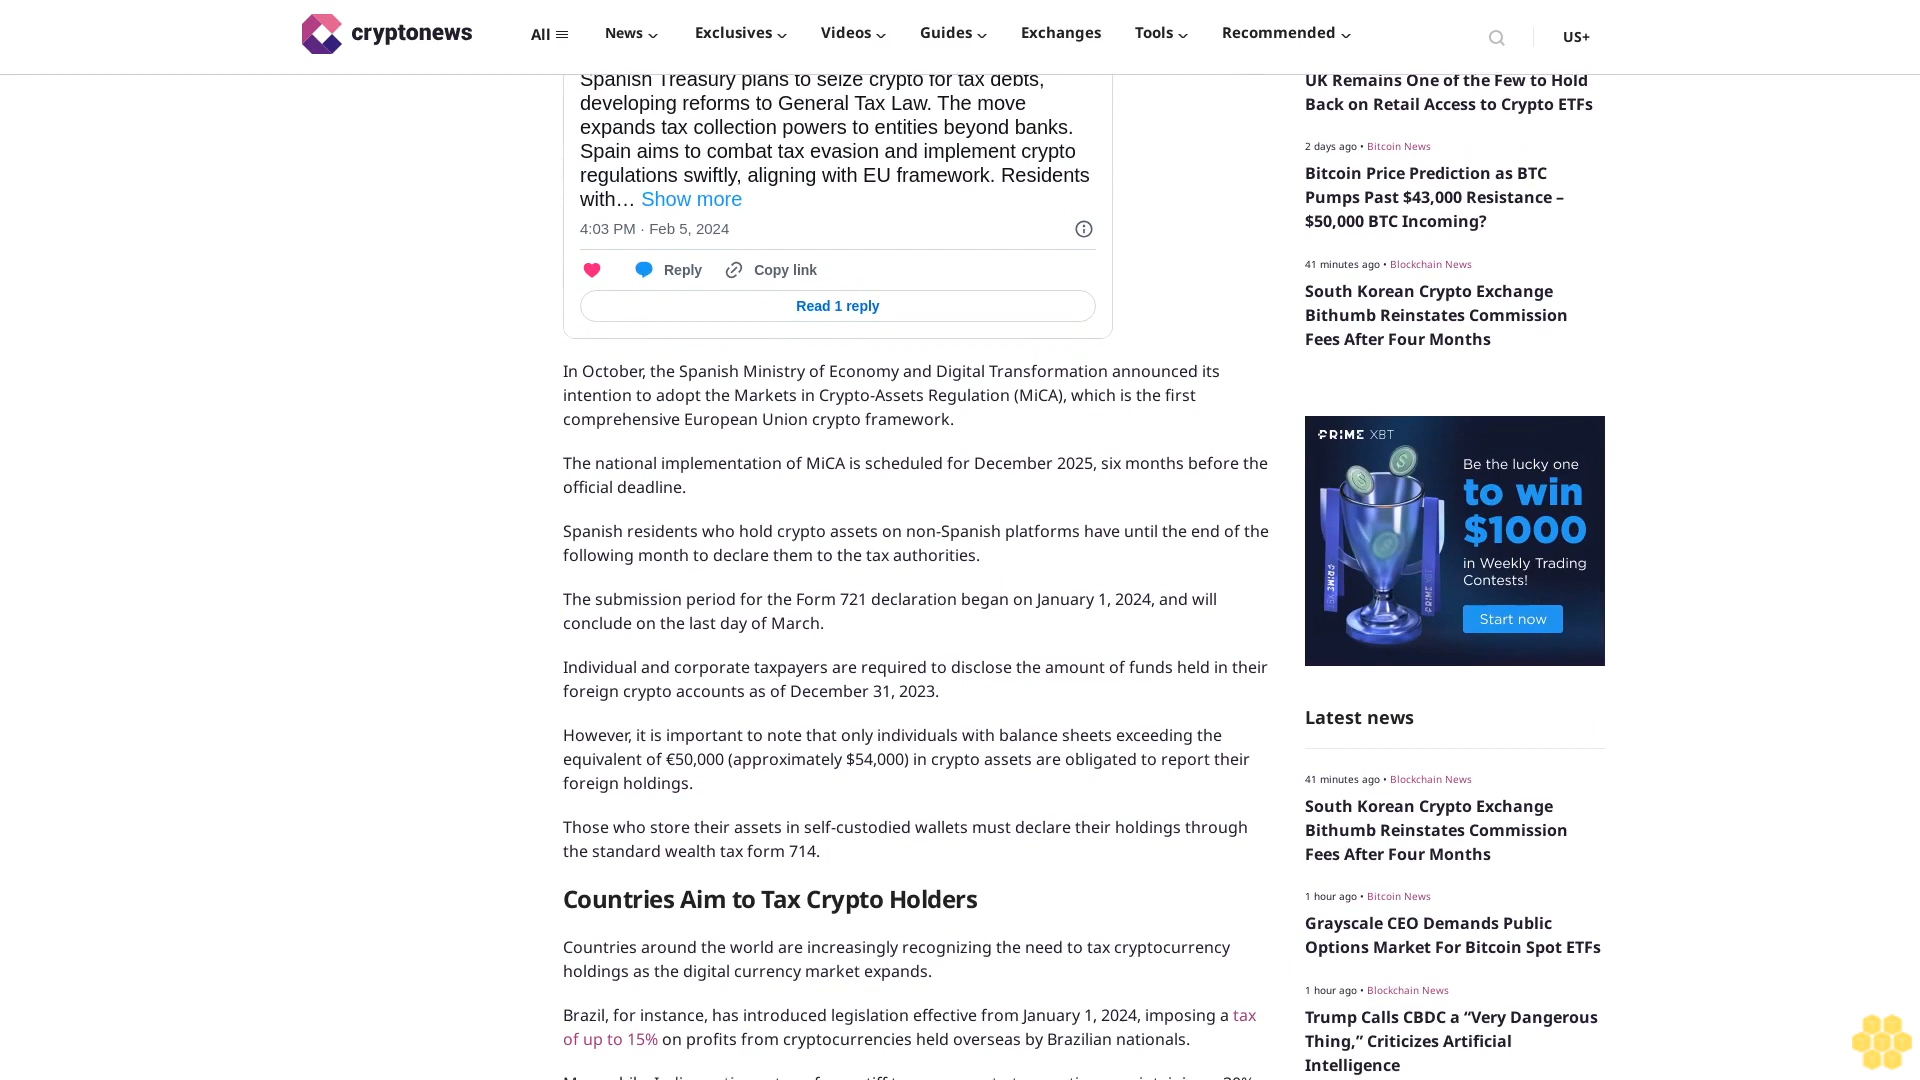 cryptonews
All
News
Exclusives
Videos
Guides
Exchanges
Tools
Recommended
US+
Spanish Treasury plans to seize crypto for tax debts,
developing reforms to General Tax Law. The move
expands tax collection powers to entities beyond banks.
Spain aims to combat tax evasion and implement crypto
regulations swiftly, aligning with EU framework. Residents
with… Show more
4:03 PM · Feb 5, 2024
Reply
Copy link
Read 1 reply
In October, the Spanish Ministry of Economy and Digital Transformation announced its
intention to adopt the Markets in Crypto-Assets Regulation (MiCA), which is the first
comprehensive European Union crypto framework.
The national implementation of MiCA is scheduled for December 2025, six months before the
official deadline.
Spanish residents who hold crypto assets on non-Spanish platforms have until the end of the
following month to declare them to the tax authorities.
The submission period for the Form 721 declaration began on January 1, 2024, and will
conclude on the last day of March.
Individual and corporate taxpayers are required to disclose the amount of funds held in their
foreign crypto accounts as of December 31, 2023.
However, it is important to note that only individuals with balance sheets exceeding the
equivalent of €50,000 (approximately $54,000) in crypto assets are obligated to report their
foreign holdings.
Those who store their assets in self-custodied wallets must declare their holdings through
the standard wealth tax form 714.
Countries Aim to Tax Crypto Holders
Countries around the world are increasingly recognizing the need to tax cryptocurrency
holdings as the digital currency market expands.
Brazil, for instance, has introduced legislation effective from January 1, 2024, imposing a tax
of up to 15% on profits from cryptocurrencies held overseas by Brazilian nationals.
UK Remains One of the Few to Hold
Back on Retail Access to Crypto ETFs
2 days ago • Bitcoin News
Bitcoin Price Prediction as BTC
Pumps Past $43,000 Resistance –
$50,000 BTC Incoming?
41 minutes ago • Blockchain News
South Korean Crypto Exchange
Bithumb Reinstates Commission
Fees After Four Months
PRIME XBT
Be the lucky one
to win
$1000
in Weekly Trading
Contests!
Start now
Latest news
41 minutes ago • Blockchain News
South Korean Crypto Exchange
Bithumb Reinstates Commission
Fees After Four Months
1 hour ago • Bitcoin News
Grayscale CEO Demands Public
Options Market For Bitcoin Spot ETFs
1 hour ago • Blockchain News
Trump Calls CBDC a “Very Dangerous
Thing,” Criticizes Artificial
Intelligence